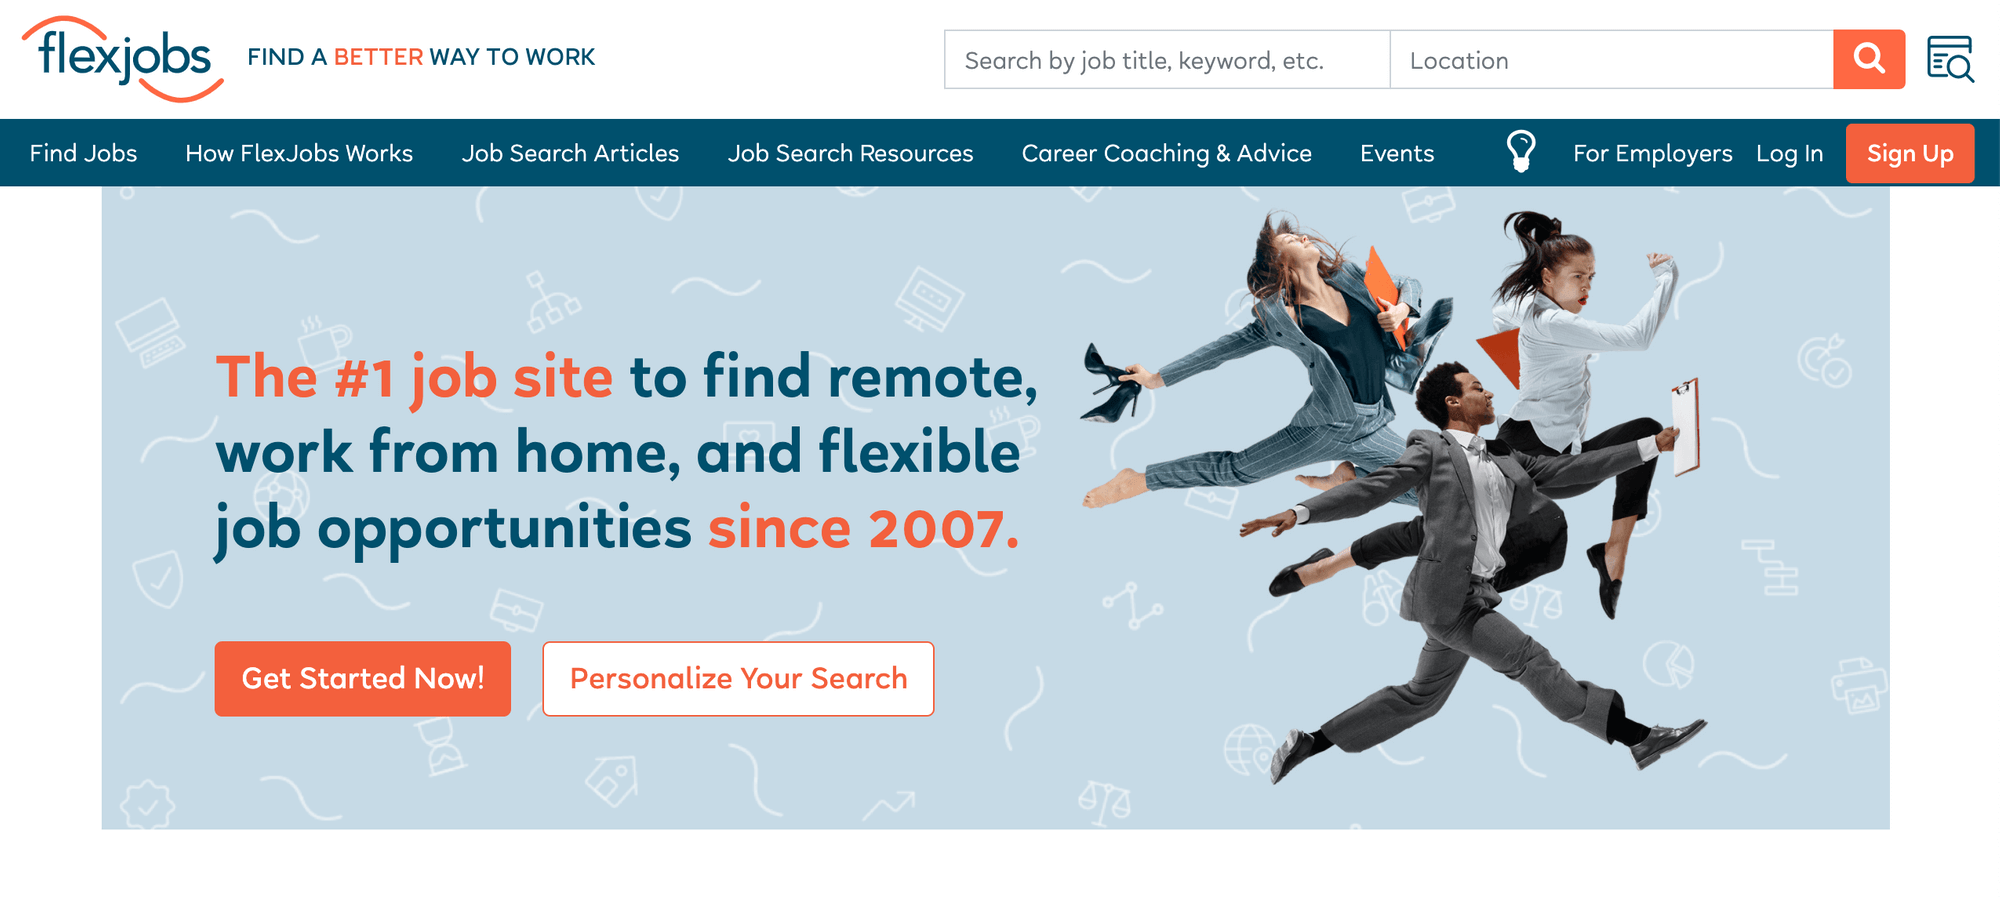 flexjobs
FIND A BETTER WAY TO WORK
Search by job title, keyword, etc.
Location
Find Jobs
How FlexJobs Works
Job Search Articles
Job Search Resources
Career Coaching & Advice
Events
For Employers
Log In
Sign Up
The #1 job site to find remote,
work from home, and flexible
job opportunities since 2007.
Get Started Now!
Personalize Your Search